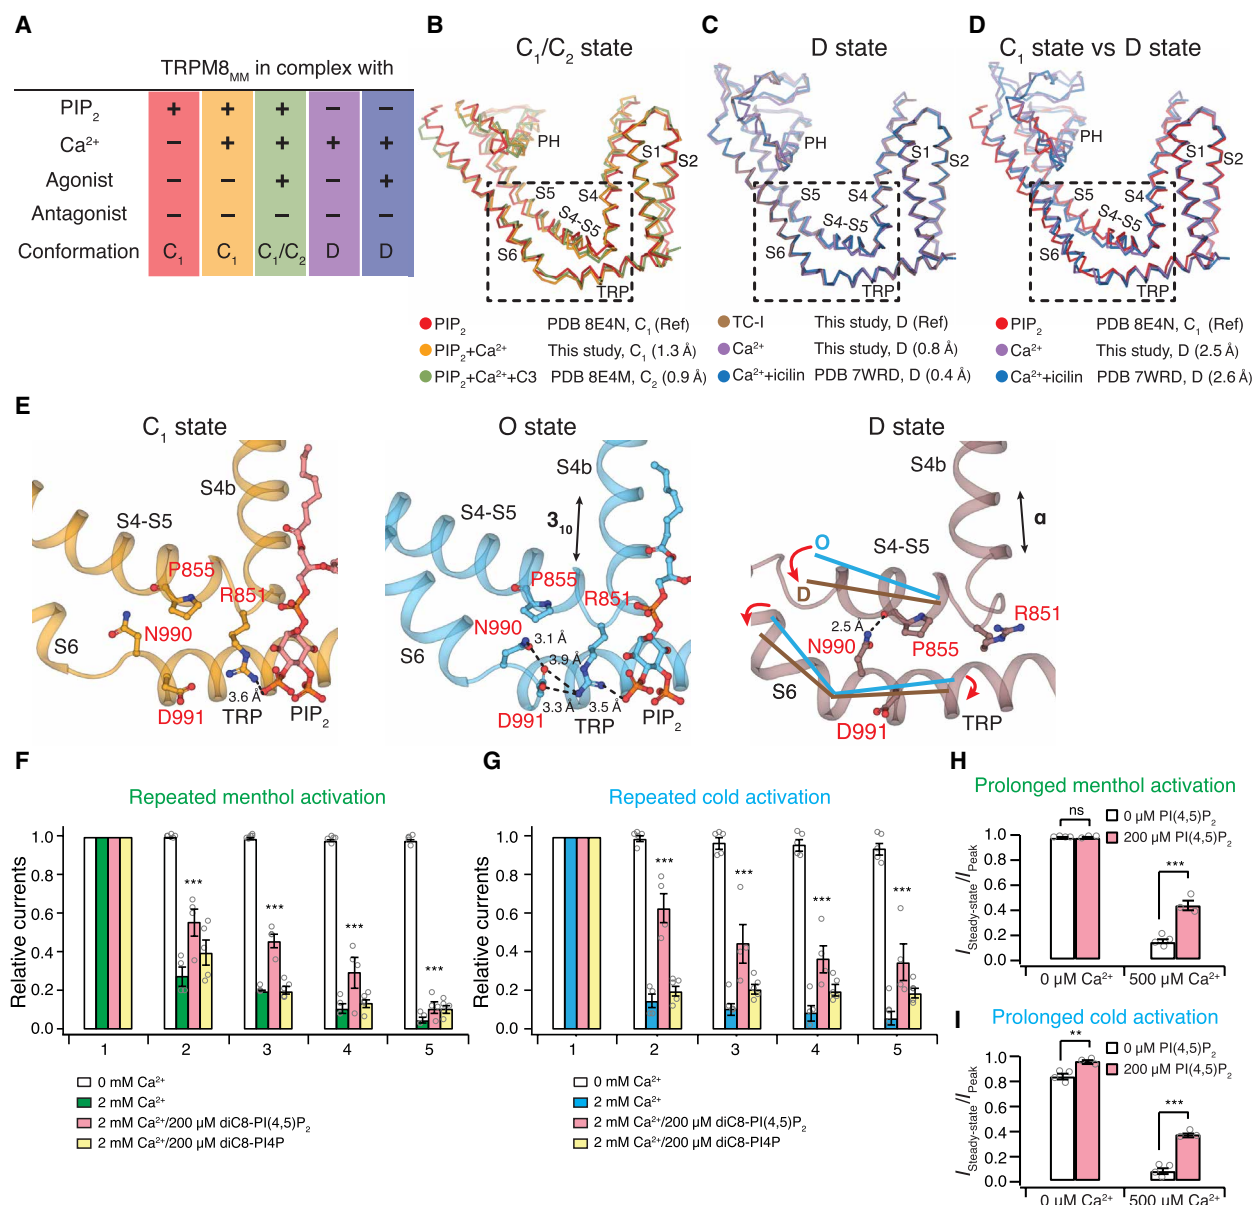 A
TRPM8MM in complex with
PIP2 + + + − −
Ca2+ − + + + +
Agonist − − + − +
Antagonist − − − − −
Conformation C1 C1 C1/C2 D D
B
C1/C2 state
PH
S1
S2
S5
S4
S4-S5
S6
TRP
PIP2 PDB 8E4N, C1 (Ref)
PIP2+Ca2+ This study, C1 (1.3 Å)
PIP2+Ca2++C3 PDB 8E4M, C2 (0.9 Å)
C
D state
PH
S1
S2
S5
S4
S4-S5
S6
TRP
TC-I This study, D (Ref)
Ca2+ This study, D (0.8 Å)
Ca2++icilin PDB 7WRD, D (0.4 Å)
D
C1 state vs D state
PH
S1
S2
S5
S4
S4-S5
S6
TRP
PIP2 PDB 8E4N, C1 (Ref)
Ca2+ This study, D (2.5 Å)
Ca2++icilin PDB 7WRD, D (2.6 Å)
E
C1 state
S4b
S4-S5
P855
R851
N990
S6
3.6 Å
D991
TRP
PIP2
O state
S4b
S4-S5
310
P855
R851
N990
3.1 Å
S6
3.9 Å
3.3 Å
3.5 Å
D991
TRP
PIP2
D state
S4b
α
O
S4-S5
D
R851
2.5 Å
N990
P855
S6
D991
TRP
F
Repeated menthol activation
Relative currents
1.0
0.8
0.6
0.4
0.2
0.0
***
***
***
***
1 2 3 4 5
0 mM Ca2+
2 mM Ca2+
2 mM Ca2+/200 µM diC8-PI(4,5)P2
2 mM Ca2+/200 µM diC8-PI4P
G
Repeated cold activation
Relative currents
1.0
0.8
0.6
0.4
0.2
0.0
***
***
***
***
1 2 3 4 5
0 mM Ca2+
2 mM Ca2+
2 mM Ca2+/200 µM diC8-PI(4,5)P2
2 mM Ca2+/200 µM diC8-PI4P
H
Prolonged menthol activation
0 µM PI(4,5)P2
200 µM PI(4,5)P2
ns
***
ISteady-state/IPeak
1.0
0.8
0.6
0.4
0.2
0.0
0 µM Ca2+ 500 µM Ca2+
I
Prolonged cold activation
0 µM PI(4,5)P2
200 µM PI(4,5)P2
**
***
ISteady-state/IPeak
1.0
0.8
0.6
0.4
0.2
0.0
0 µM Ca2+ 500 µM Ca2+